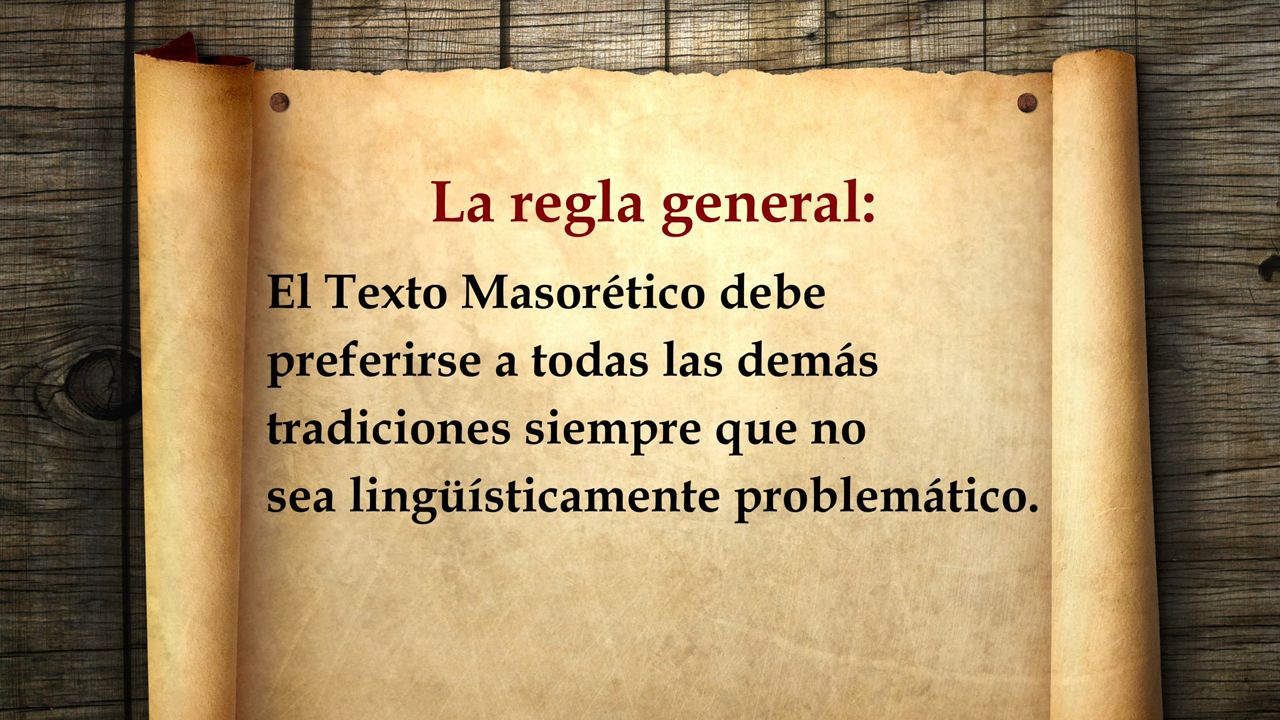 La regla general:
El Texto Masorético debe
preferirse a todas las demás
tradiciones siempre que no
sea lingüísticamente problemático.